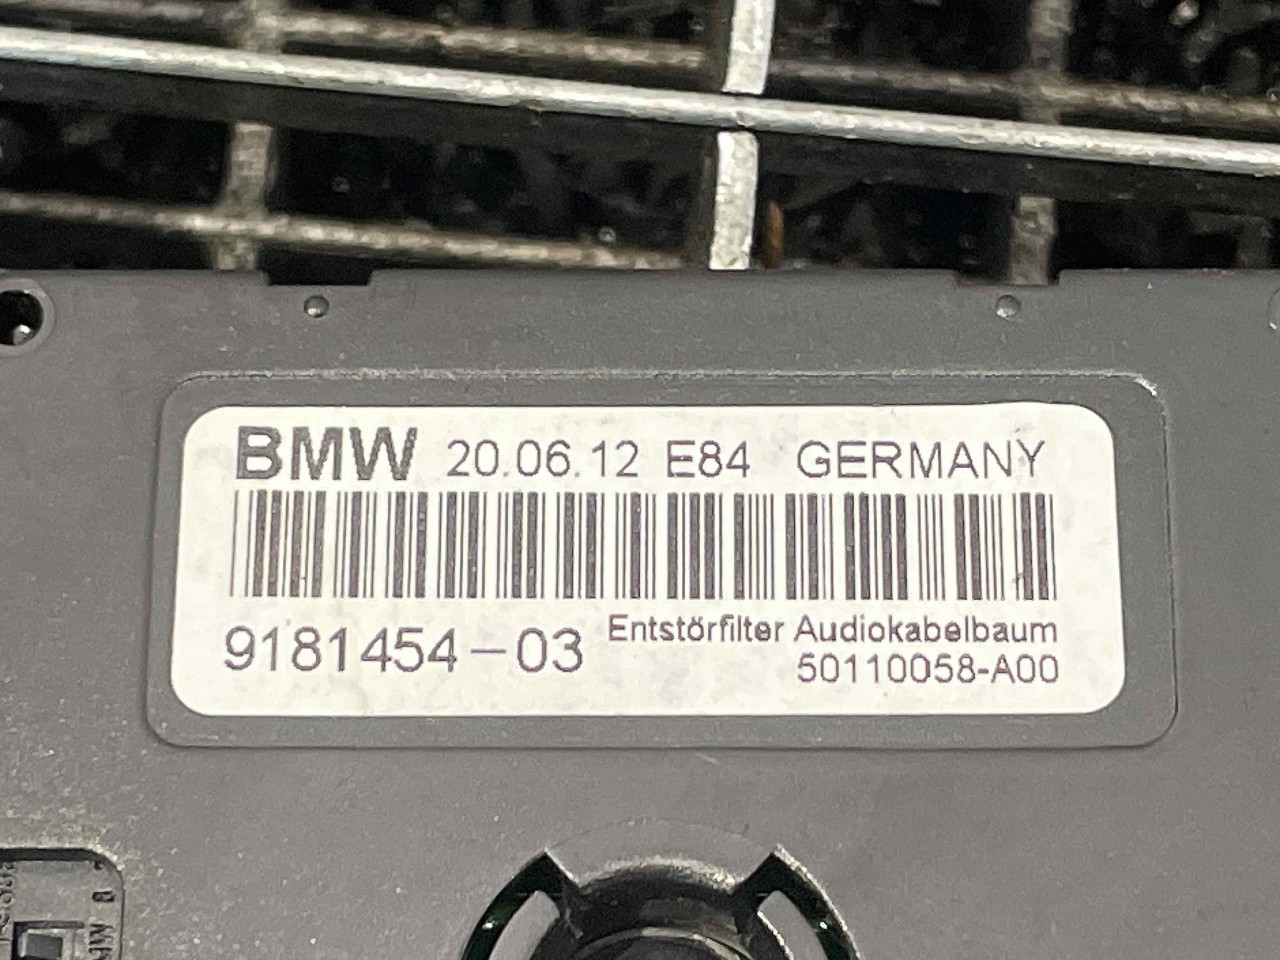 BMW 20.06.12 E84 GERMANY
9181454-03 Entstörfilter Audiokabelbaum
50110058-A00